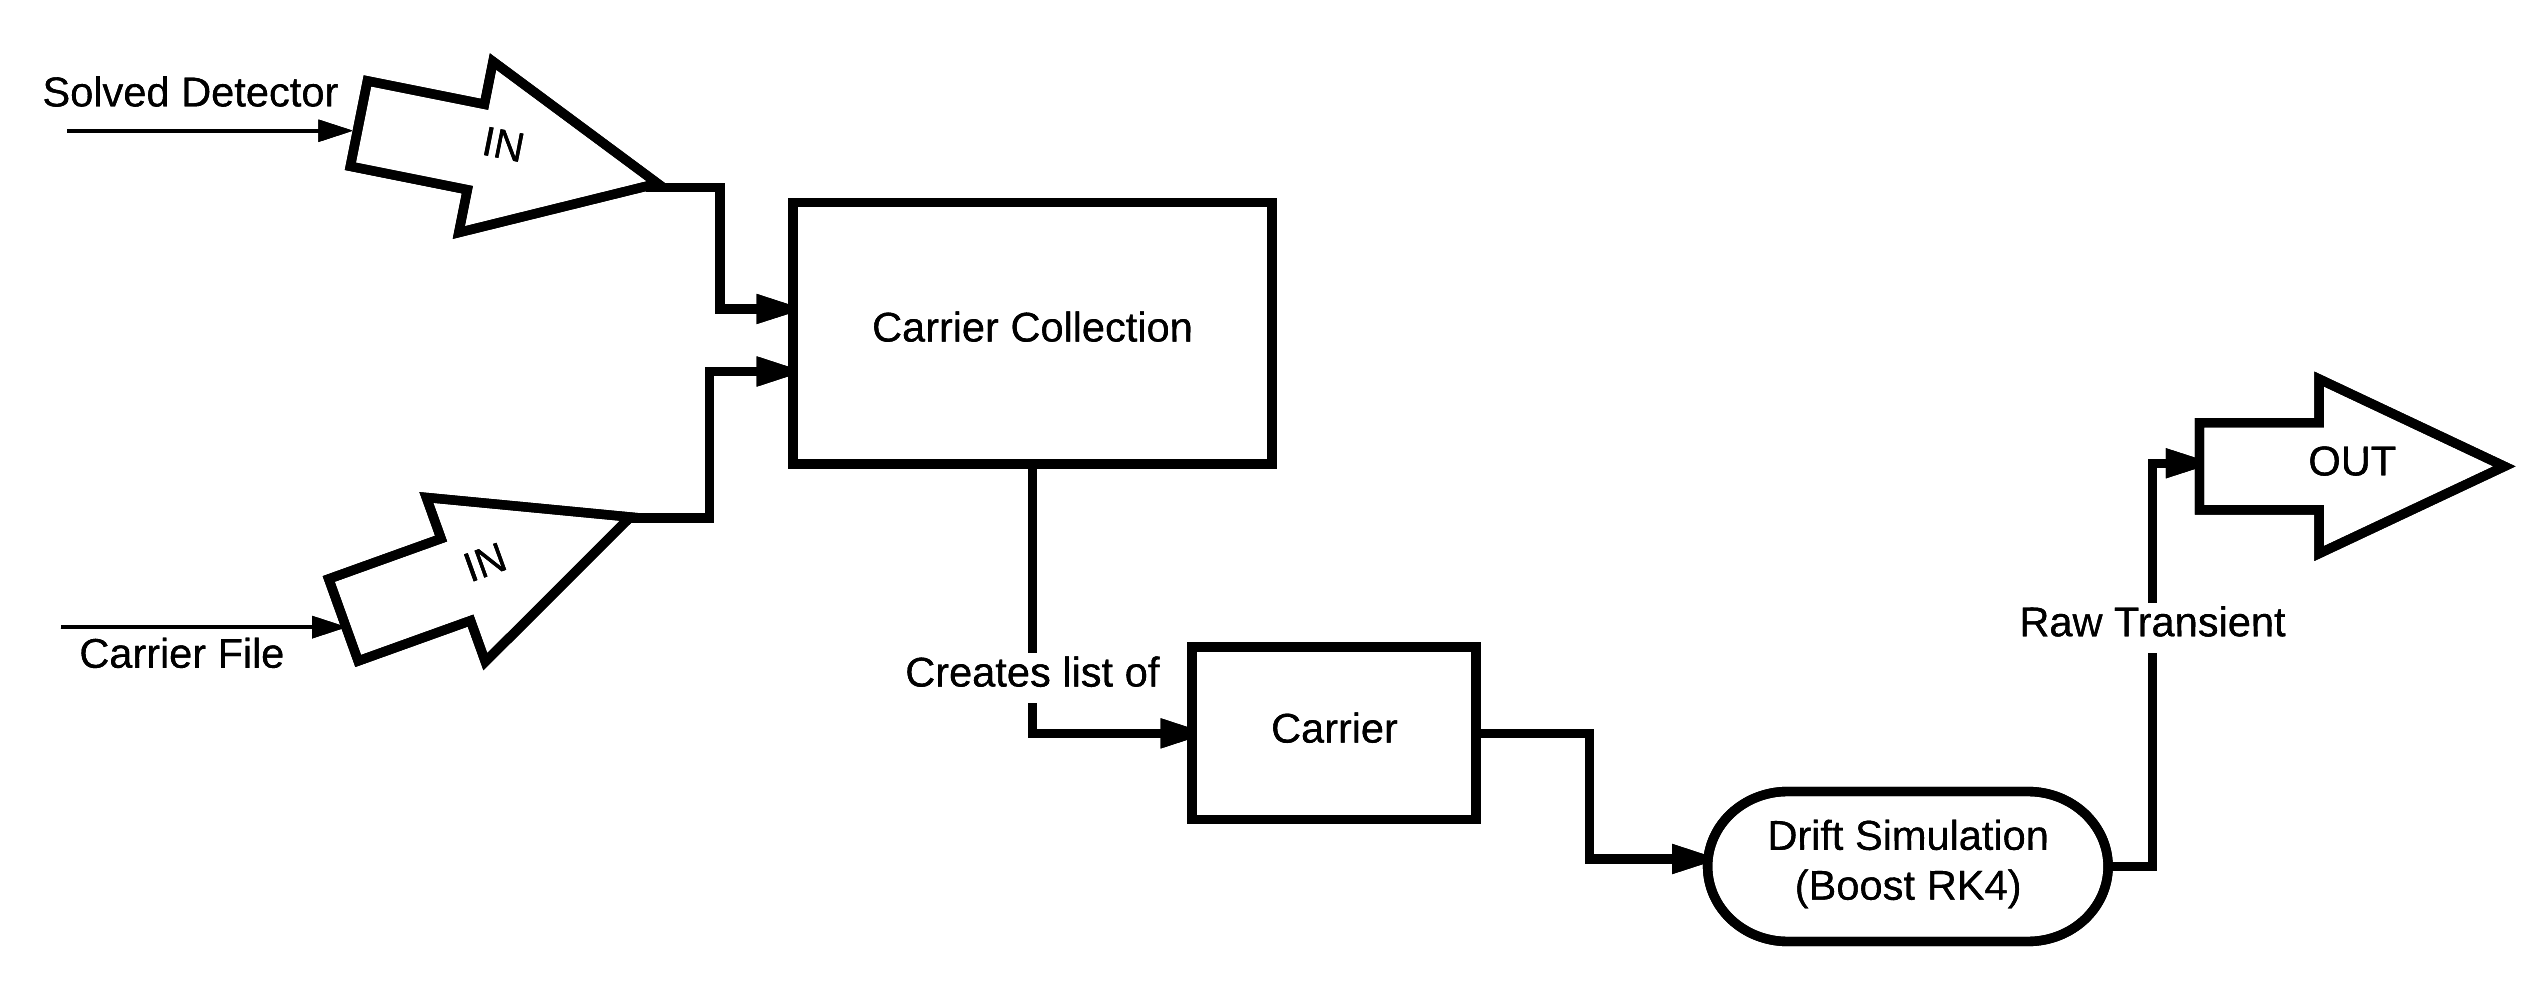 Solved Detector
IN
Carrier Collection
IN
Carrier File
Creates list of
Carrier
Drift Simulation
(Boost RK4)
Raw Transient
OUT